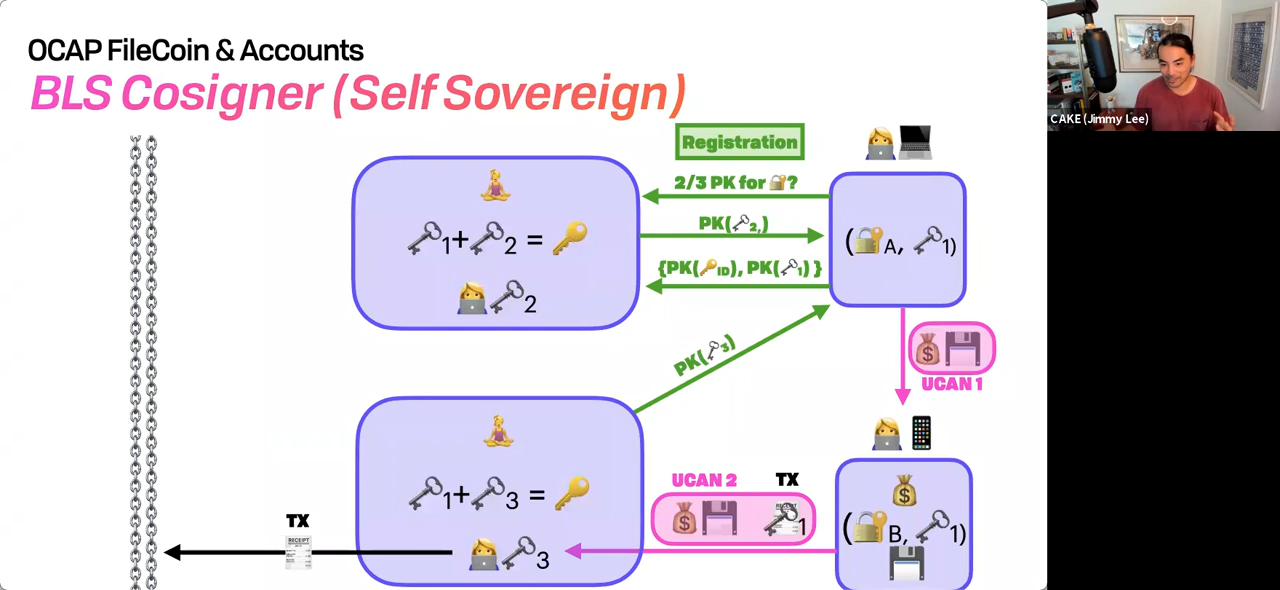 OCAP FileCoin & Accounts
BLS Cosigner (Self Sovereign)
CAKE (Jimmy Lee)
Registration
2/3 PK for 🔐?
🗝1+🗝2 = 🔑
PK(🗝2,)
(🔐A, 🗝1)
{PK(🔑ID), PK(🗝1) }
🗝2
PK(🗝3)
$
UCAN 1
$
UCAN 2
TX
🗝1+🗝3 = 🔑
$
🗝1
(🔐B, 🗝1)
TX
RECEIPT
🗝3